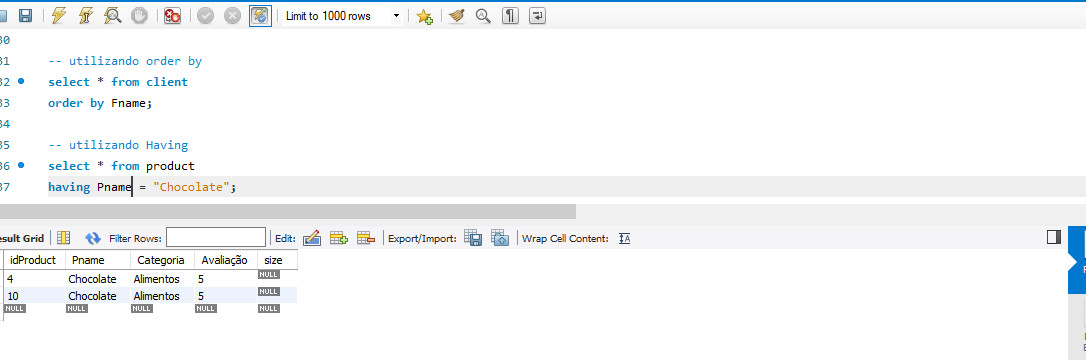 Limit to 1000 rows
30
31 -- utilizando order by
32 select * from client
33 order by Fname;
34
35 -- utilizando Having
36 select * from product
37 having Pname = "Chocolate";
esult Grid Filter Rows: Edit: Export/Import: Wrap Cell Content: IA
idProduct Pname Categoria Avaliação size
4 Chocolate Alimentos 5 NULL
10 Chocolate Alimentos 5 NULL
NULL NULL NULL NULL NULL